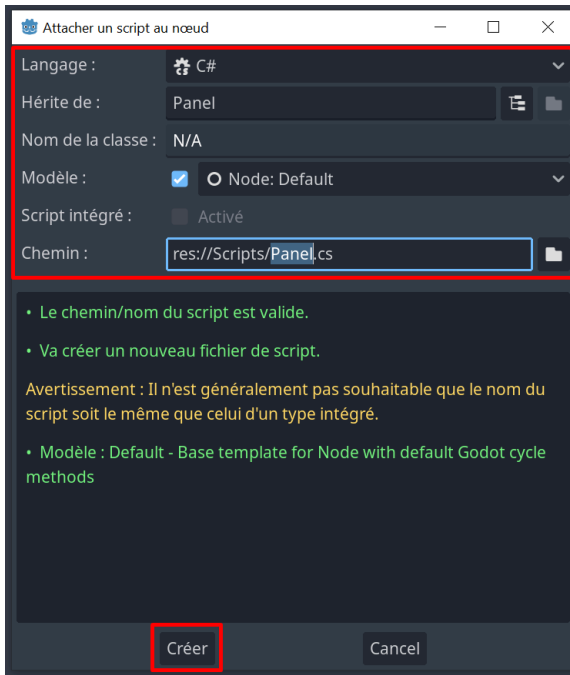 Attacher un script au nœud
Langage : C#
Hérite de : Panel
Nom de la classe : N/A
Modèle : Node: Default
Script intégré : Activé
Chemin : res://Scripts/Panel.cs
• Le chemin/nom du script est valide.
• Va créer un nouveau fichier de script.
Avertissement : Il n'est généralement pas souhaitable que le nom du
script soit le même que celui d'un type intégré.
• Modèle : Default - Base template for Node with default Godot cycle
methods
Créer Cancel